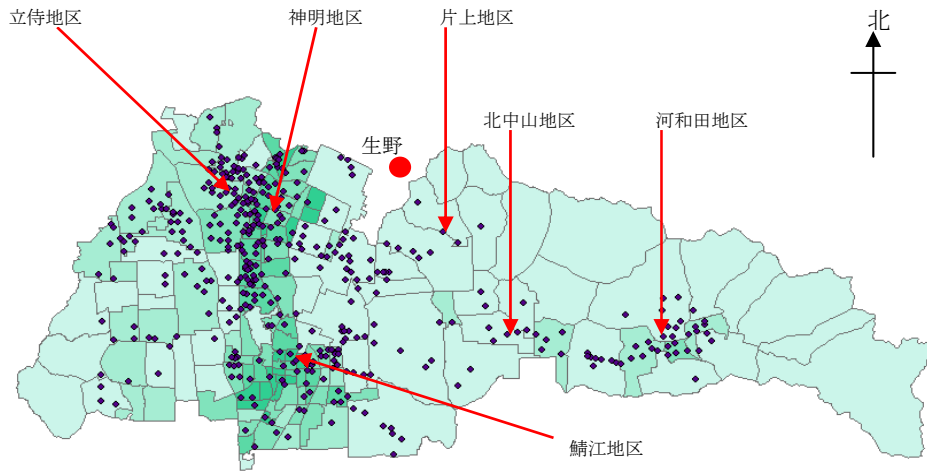 立侍地区
神明地区
片上地区
北
北中山地区
河和田地区
生野
鯖江地区